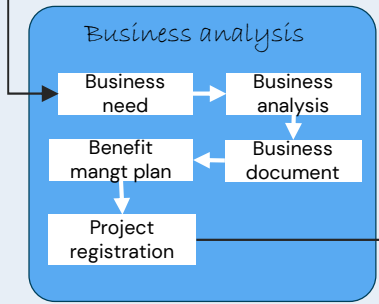 Business analysis
Business
need
Business
analysis
Benefit
mangt plan
Business
document
Project
registration